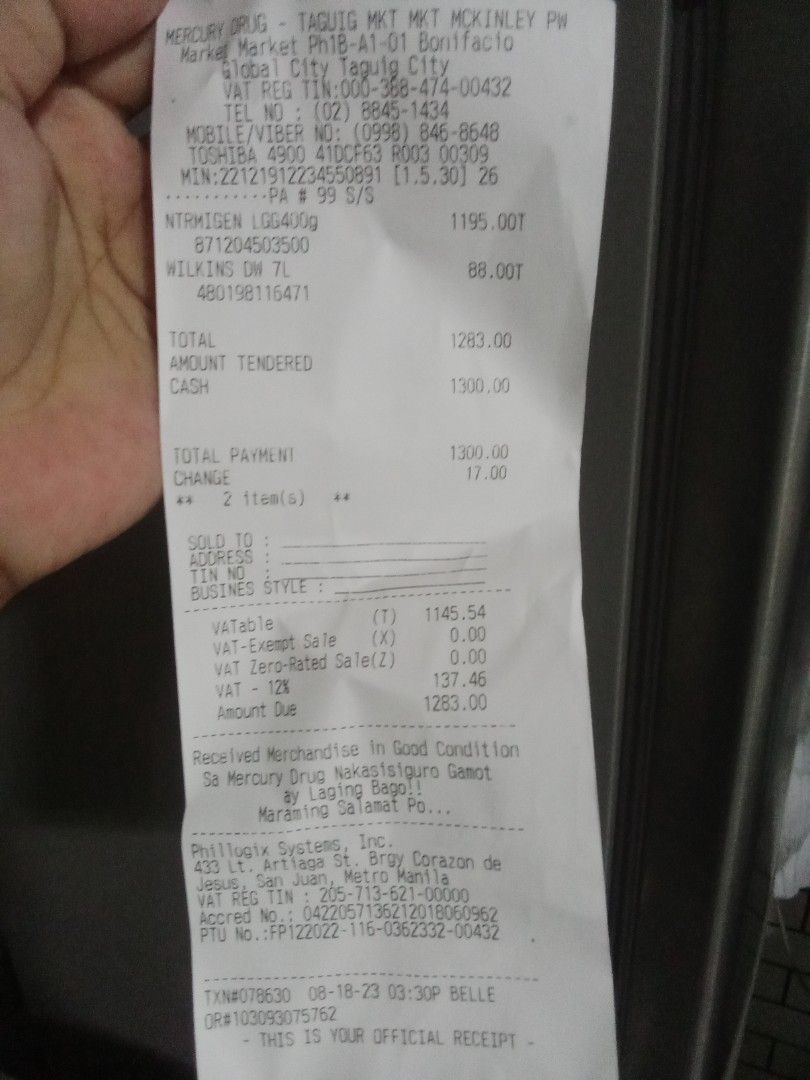 MERCURY DRUG - TAGUIG MKT MKT MCKINLEY PW
Market Market Ph1B-A1-01 Bonifacio
Global City Taguig City
VAT REG TIN:000-388-474-00432
TEL NO : (02) 8845-1434
MOBILE/VIBER NO: (0998) 846-8648
TOSHIBA 4900 41DCF63 R003 00309
MIN:22121912234550891 [1.5.30] 26
...........PA # 99 S/S
NTRMIGEN LGG400g 1195.00T
871204503500
WILKINS DW 7L 88.00T
480198116471
TOTAL 1283.00
AMOUNT TENDERED
CASH 1300.00
TOTAL PAYMENT 1300.00
CHANGE 17.00
** 2 item(s) **
SOLD TO :
ADDRESS :
TIN NO :
BUSINES STYLE :
VATable (T) 1145.54
VAT-Exempt Sale (X) 0.00
VAT Zero-Rated Sale(Z) 0.00
VAT - 12% 137.46
Amount Due 1283.00
Received Merchandise in Good Condition
Sa Mercury Drug Nakasisiguro Gamot
ay Laging Bago!!
Maraming Salamat Po...
Phillogix Systems, Inc.
433 Lt. Artiaga St. Brgy Corazon de
Jesus, San Juan, Metro Manila
VAT REG TIN : 205-713-621-00000
Accred No.: 0422057136212018060962
PTU No.:FP122022-116-0362332-00432
TXN#078630 08-18-23 03:30P BELLE
OR#103093075762
- THIS IS YOUR OFFICIAL RECEIPT -